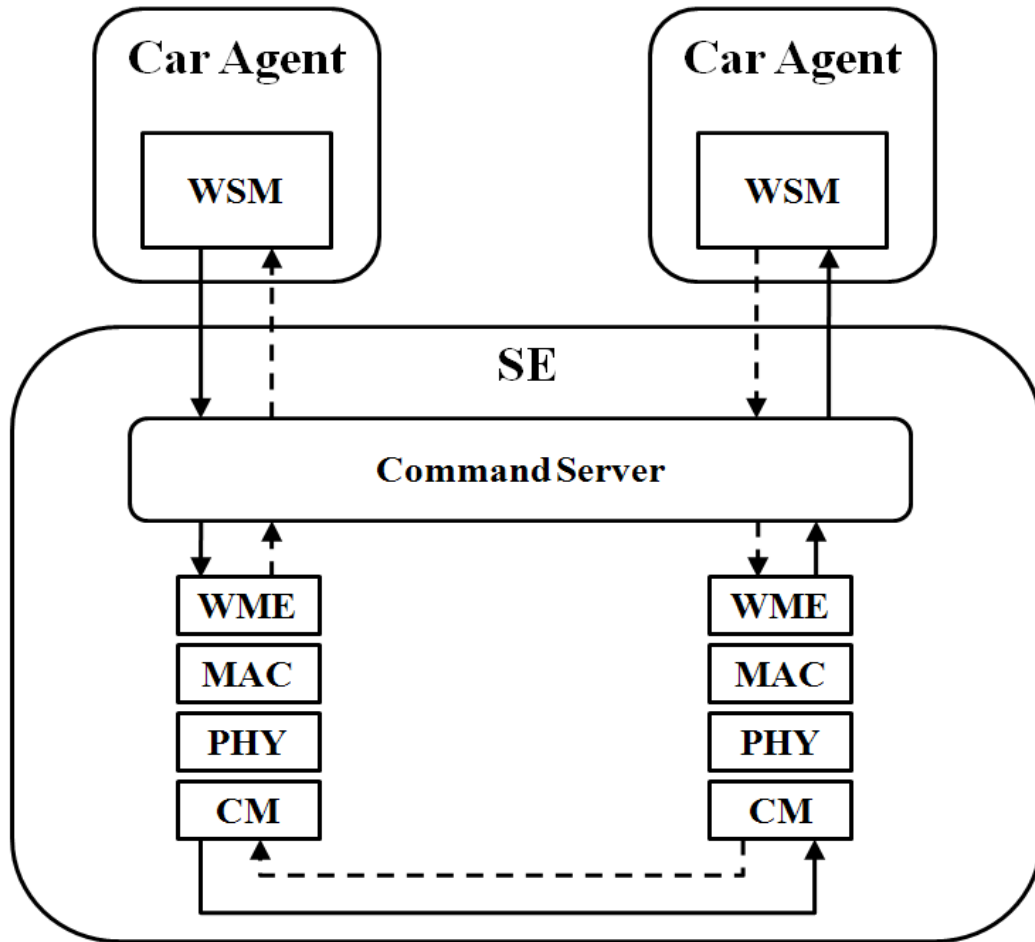 Car Agent
Car Agent
WSM
WSM
SE
Command Server
WME
WME
MAC
MAC
PHY
PHY
CM
CM